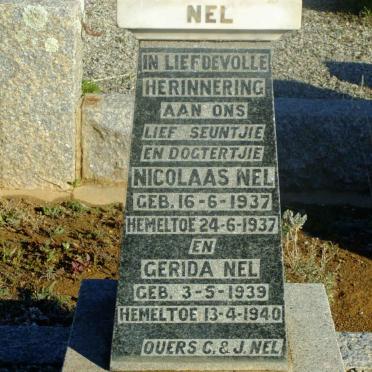 NEL
IN LIEFDEVOLLE
HERINNERING
AAN ONS
LIEF SEUNTJIE
EN DOGTERTJIE
NICOLAAS NEL
GEB. 16-6-1937
HEMELTOE 24-6-1937
EN
GERIDA NEL
GEB. 3-5-1939
HEMELTOE 13-4-1940
OUERS C. & J. NEL